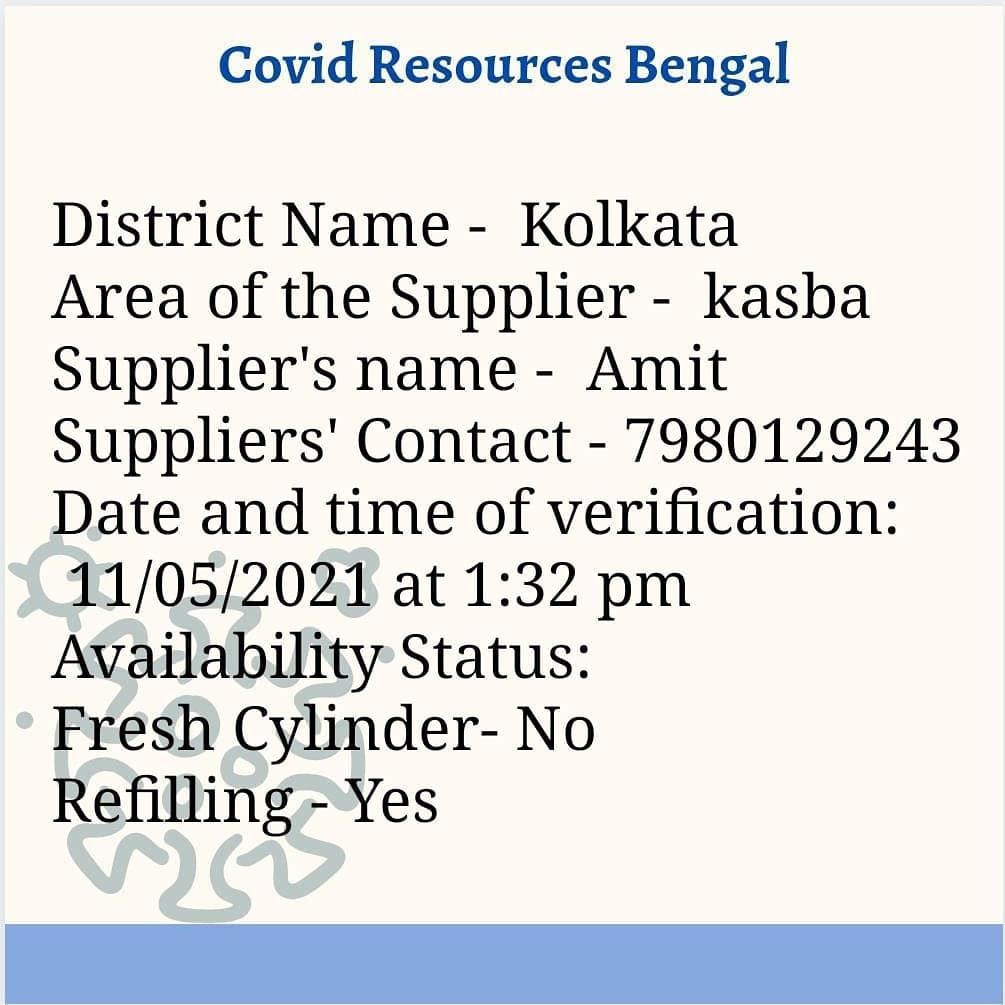 Covid Resources Bengal
District Name - Kolkata
Area of the Supplier - kasba
Supplier's name - Amit
Suppliers' Contact - 7980129243
Date and time of verification:
11/05/2021 at 1:32 pm
Availability Status:
Fresh Cylinder- No
Refilling - Yes